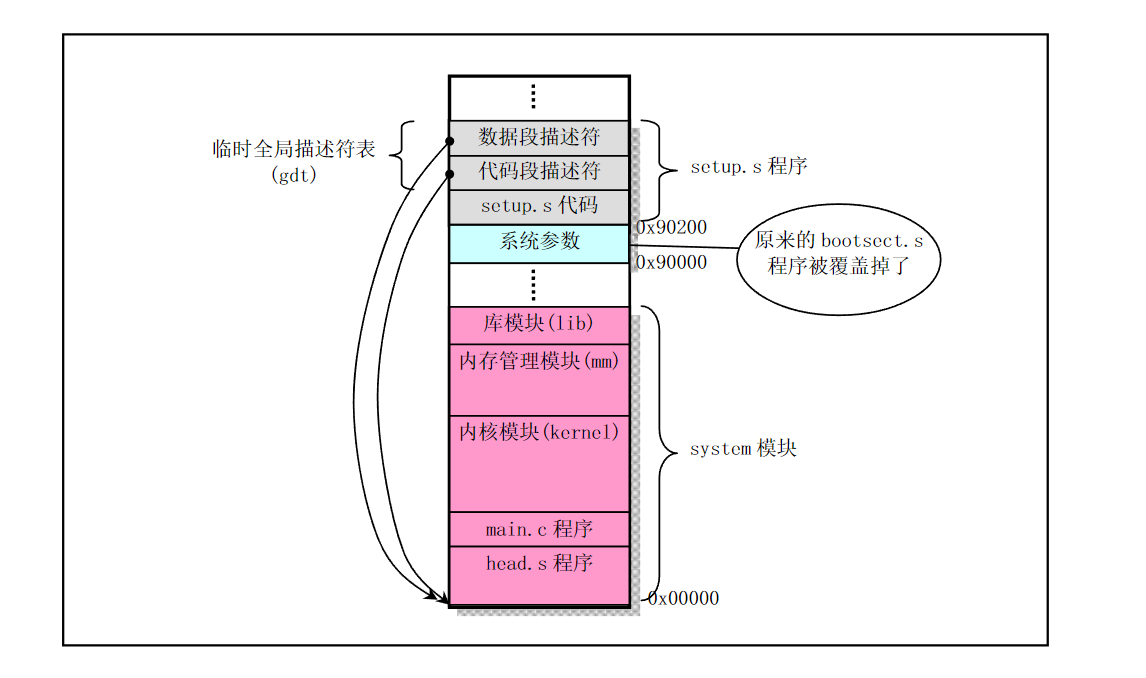 临时全局描述符表
(gdt)
数据段描述符
代码段描述符
setup.s 代码
setup.s 程序
0x90200
系统参数
0x90000
原来的 bootsect.s
程序被覆盖掉了
库模块(lib)
内存管理模块(mm)
内核模块(kernel)
system 模块
main.c 程序
head.s 程序
0x00000